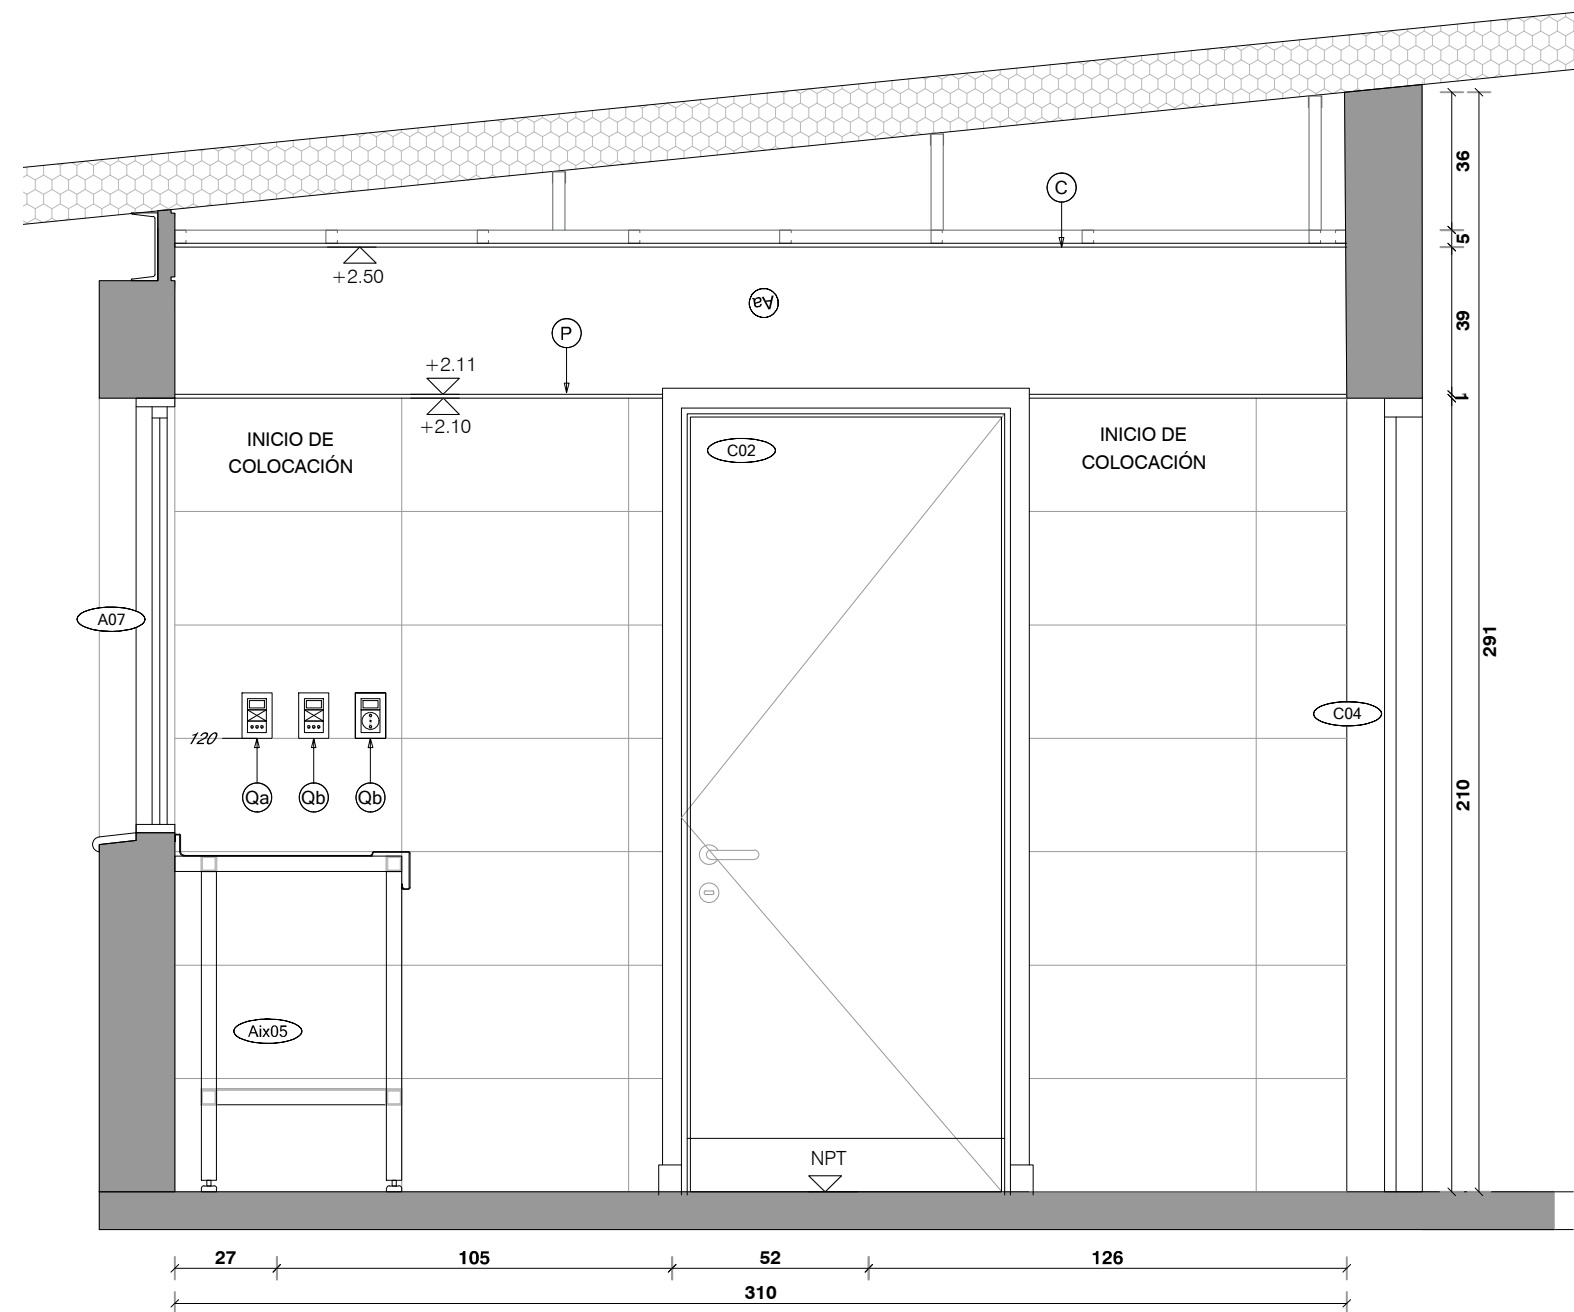 36
C
5
+2.50
Aa
39
P
+2.11
1
+2.10
INICIO DE
COLOCACIÓN
C02
INICIO DE
COLOCACIÓN
A07
291
C04
120
210
Qa
Qb
Qb
Aix05
NPT
27
105
52
126
310